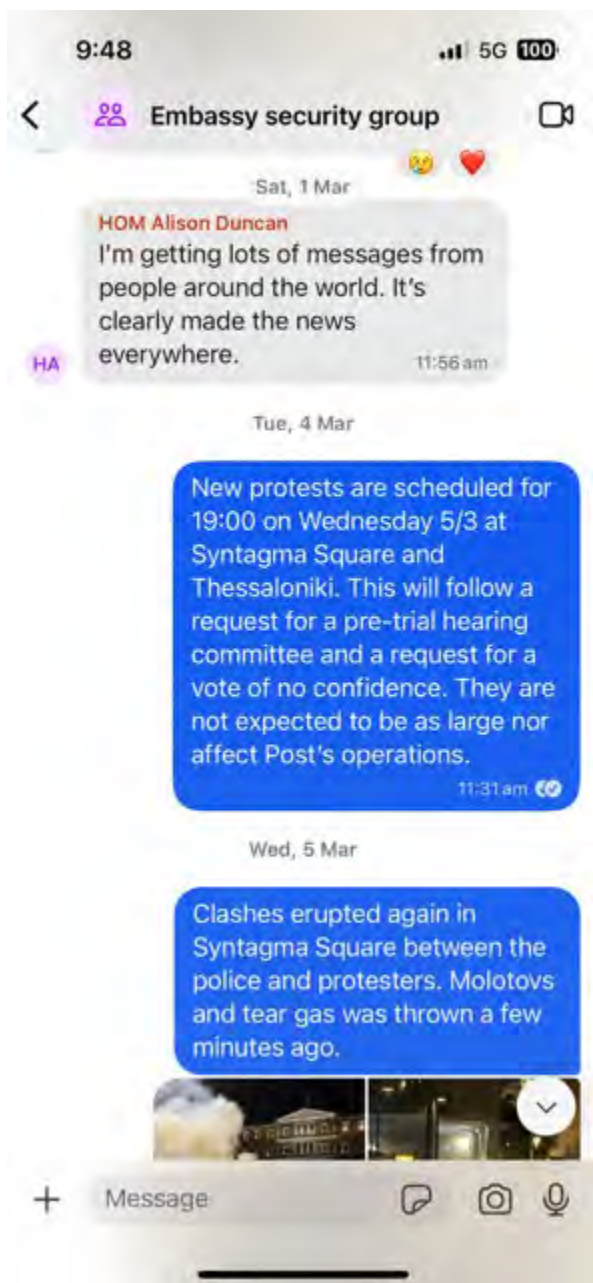 9:48
5G 100
Embassy security group
Sat, 1 Mar
HOM Alison Duncan
I'm getting lots of messages from
people around the world. It's
clearly made the news
everywhere.
11:56 am
HA
Tue, 4 Mar
New protests are scheduled for
19:00 on Wednesday 5/3 at
Syntagma Square and
Thessaloniki. This will follow a
request for a pre-trial hearing
committee and a request for a
vote of no confidence. They are
not expected to be as large nor
affect Post's operations.
11:31 am
Wed, 5 Mar
Clashes erupted again in
Syntagma Square between the
police and protesters. Molotovs
and tear gas was thrown a few
minutes ago.
Message